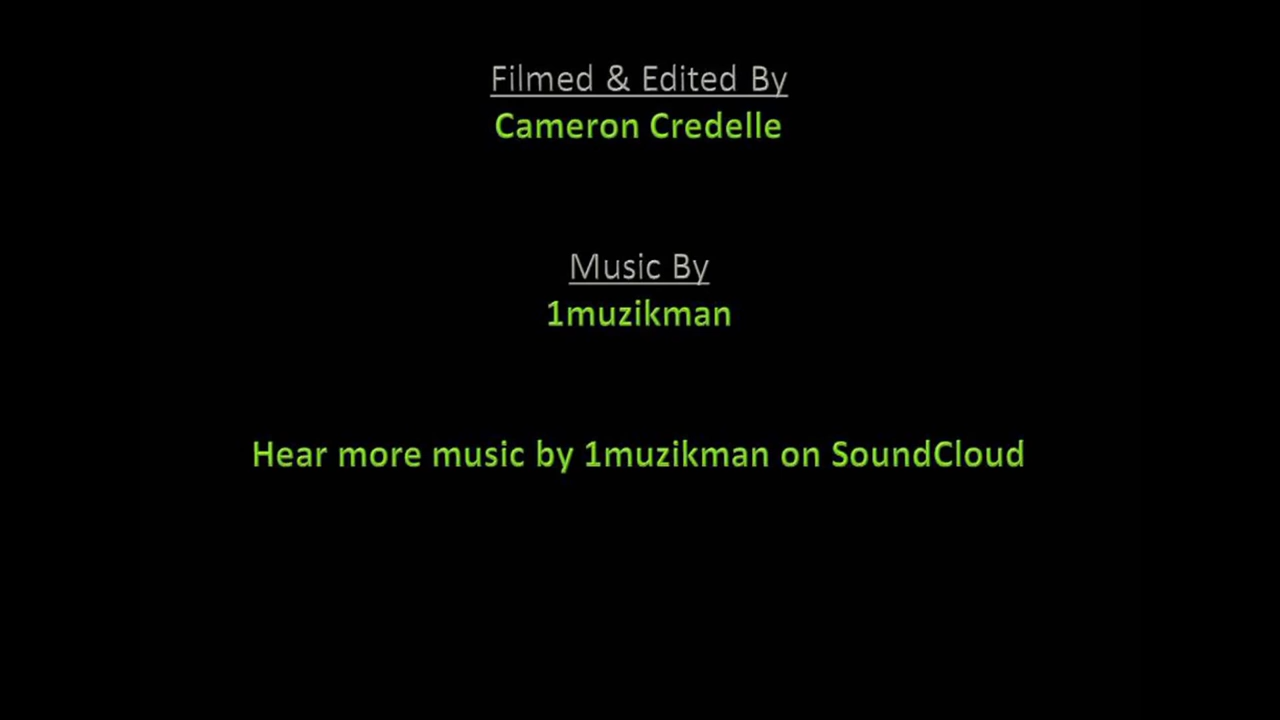 Filmed & Edited By
Cameron Credelle
Music By
1muzikman
Hear more music by 1muzikman on SoundCloud